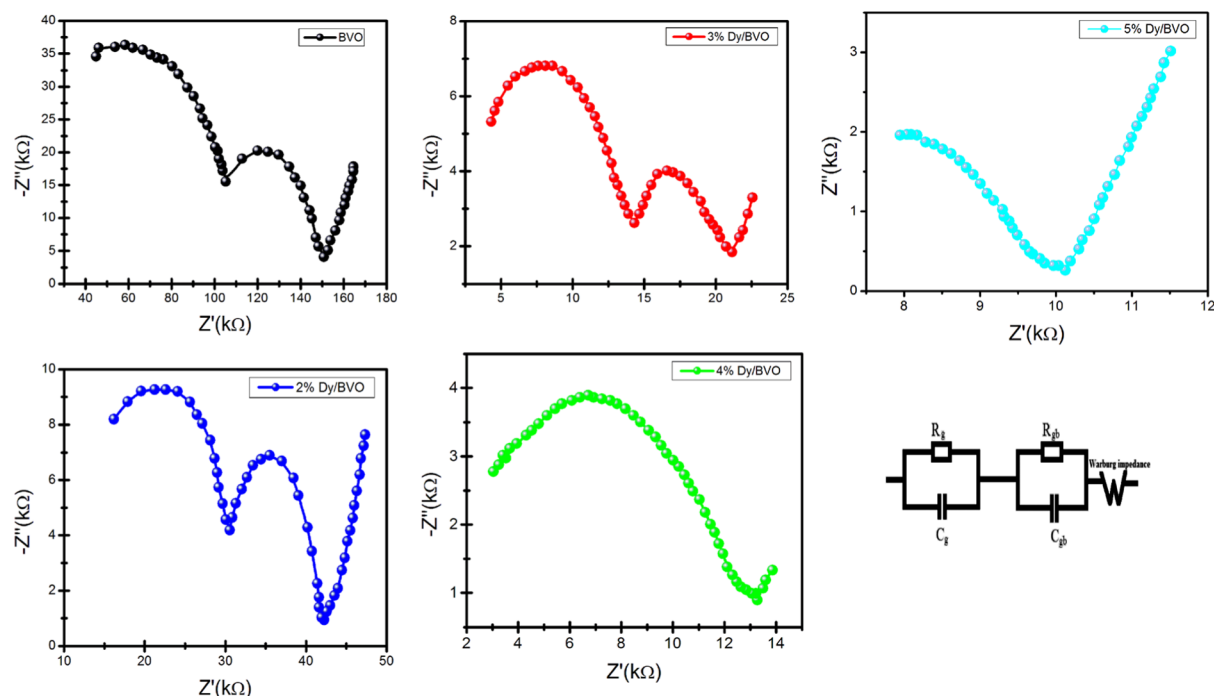 BVO
-Z''(kΩ)
40
35
30
25
20
15
10
5
0
40 60 80 100 120 140 160 180
Z'(kΩ)
3% Dy/BVO
-Z''(kΩ)
8
6
4
2
5 10 15 20 25
Z'(kΩ)
5% Dy/BVO
Z''(kΩ)
3
2
1
0
8 9 10 11 12
Z'(kΩ)
2% Dy/BVO
-Z''(kΩ)
10
8
6
4
2
0
10 20 30 40 50
Z'(kΩ)
4% Dy/BVO
-Z''(kΩ)
4
3
2
1
2 4 6 8 10 12 14
Z'(kΩ)
Rg Rgb
Warburg impedance
Cg Cgb